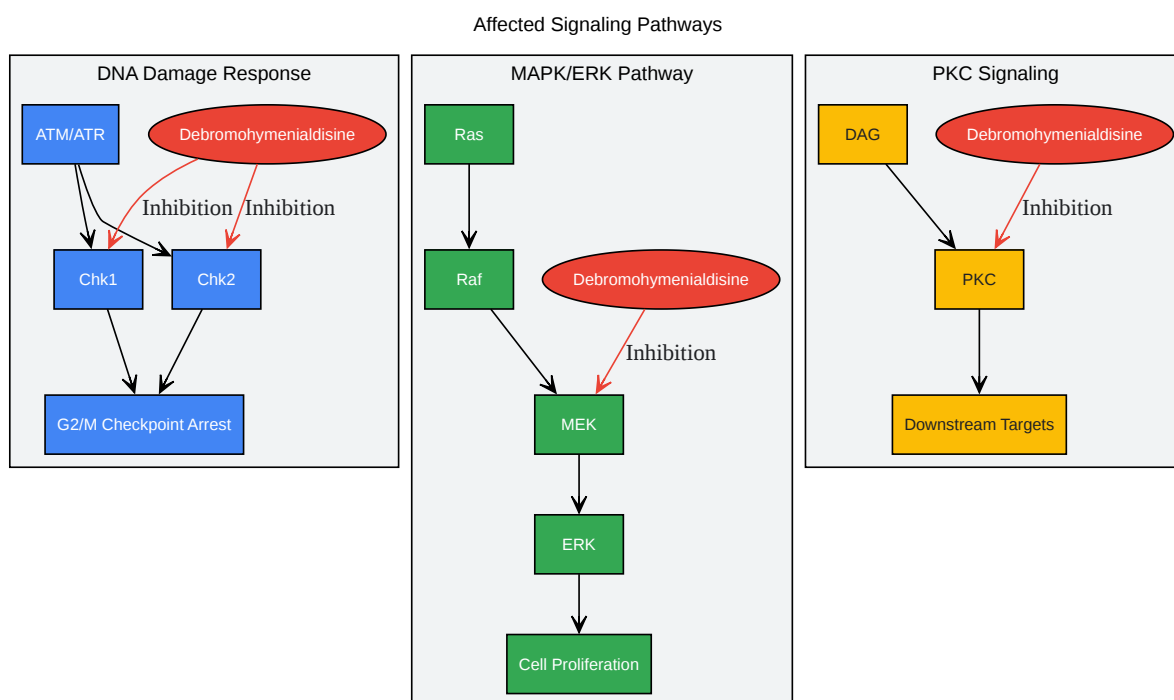 Affected Signaling Pathways
DNA Damage Response
ATM/ATR
Debromohymenialdisine
Inhibition
Inhibition
Chk1
Chk2
G2/M Checkpoint Arrest
MAPK/ERK Pathway
Ras
Raf
Debromohymenialdisine
Inhibition
MEK
ERK
Cell Proliferation
PKC Signaling
DAG
Debromohymenialdisine
Inhibition
PKC
Downstream Targets